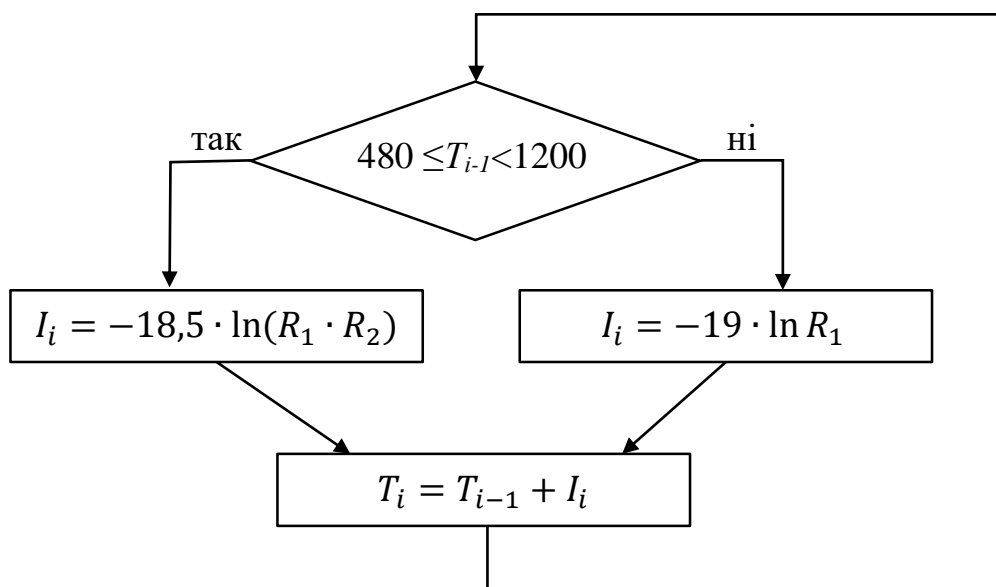 так
ні
480 ≤T_{i-1}<1200
I_i = −18,5 · ln(R_1 · R_2)
I_i = −19 · ln R_1
T_i = T_{i−1} + I_i